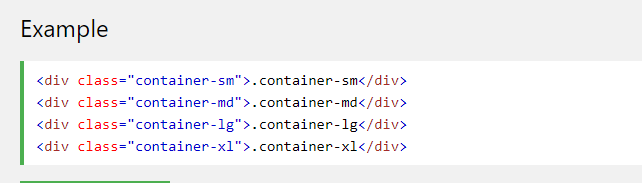 Example
<div class="container-sm">.container-sm</div>
<div class="container-md">.container-md</div>
<div class="container-lg">.container-lg</div>
<div class="container-xl">.container-xl</div>